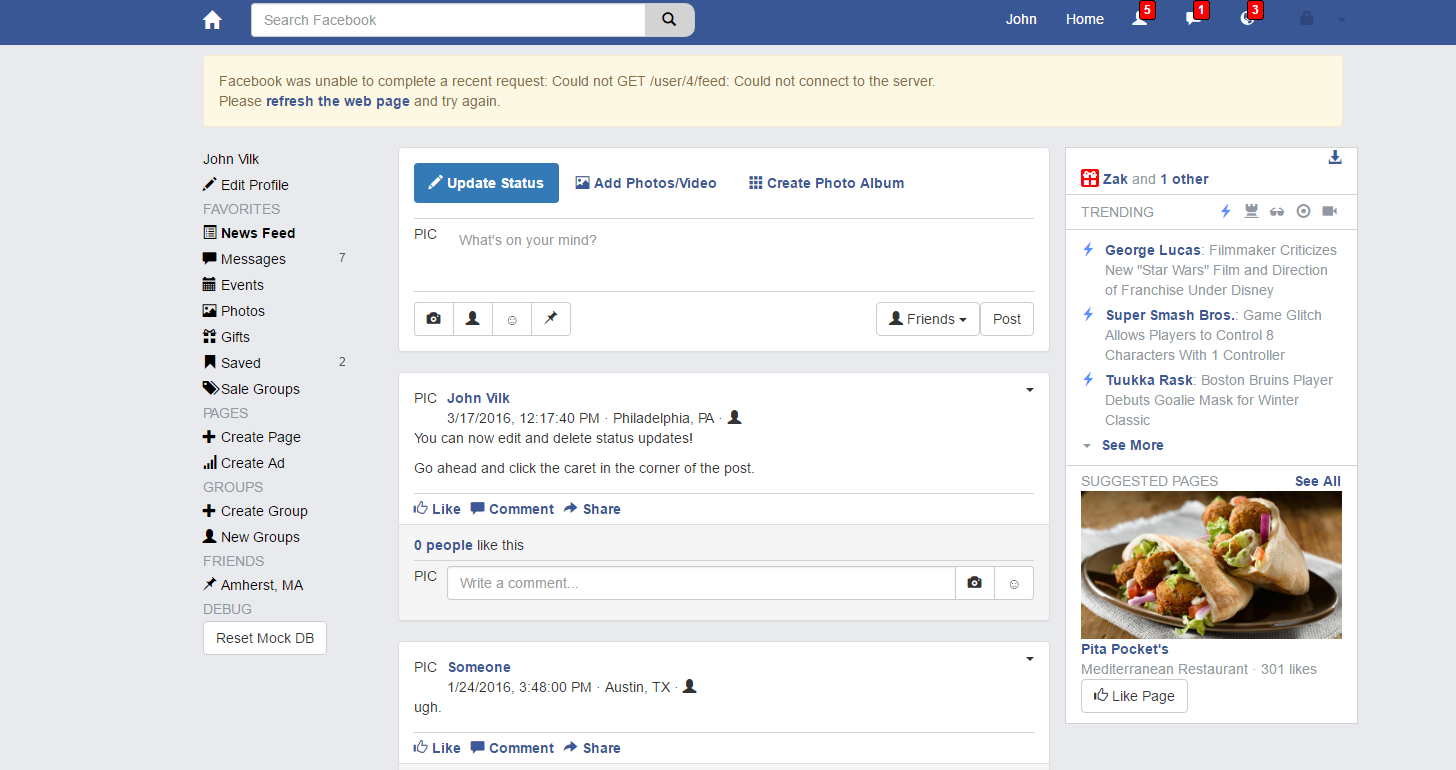 Search Facebook
John
Home
5
1
3
Facebook was unable to complete a recent request: Could not GET /user/4/feed: Could not connect to the server.
Please refresh the web page and try again.
John Vilk
Edit Profile
FAVORITES
News Feed
Messages 7
Events
Photos
Gifts
Saved 2
Sale Groups
PAGES
Create Page
Create Ad
GROUPS
Create Group
New Groups
FRIENDS
Amherst, MA
DEBUG
Reset Mock DB
Update Status Add Photos/Video Create Photo Album
PIC What's on your mind?
Friends Post
PIC John Vilk
3/17/2016, 12:17:40 PM · Philadelphia, PA ·
You can now edit and delete status updates!
Go ahead and click the caret in the corner of the post.
Like Comment Share
0 people like this
PIC Write a comment...
PIC Someone
1/24/2016, 3:48:00 PM · Austin, TX ·
ugh.
Like Comment Share
Zak and 1 other
TRENDING
George Lucas: Filmmaker Criticizes
New "Star Wars" Film and Direction
of Franchise Under Disney
Super Smash Bros.: Game Glitch
Allows Players to Control 8
Characters With 1 Controller
Tuukka Rask: Boston Bruins Player
Debuts Goalie Mask for Winter
Classic
See More
SUGGESTED PAGES See All
Pita Pocket's
Mediterranean Restaurant · 301 likes
Like Page